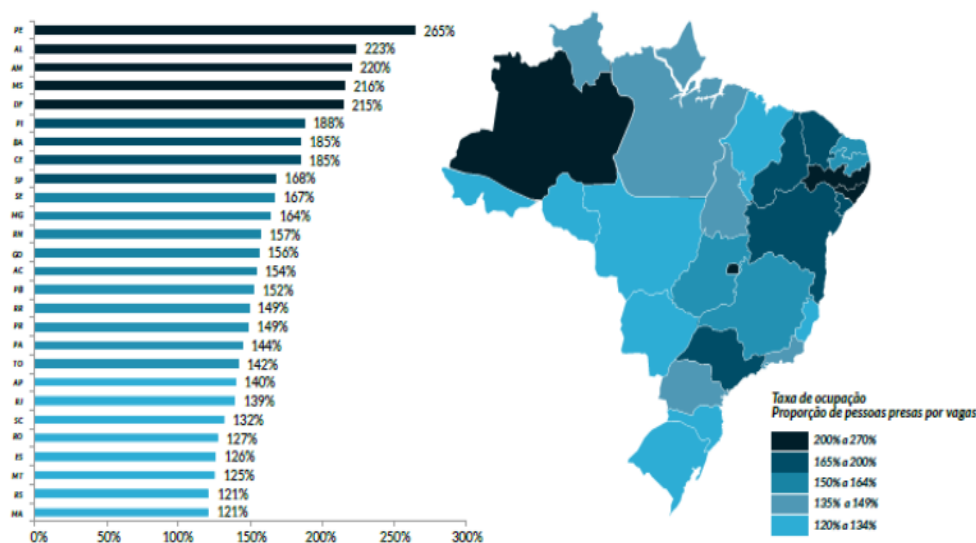 PE 265%
AL 223%
AM 220%
MS 216%
DF 215%
PI 188%
BA 185%
CE 185%
SP 168%
SE 167%
MG 164%
RN 157%
GO 156%
AC 154%
PB 152%
RR 149%
PR 149%
PA 144%
TO 142%
AP 140%
RJ 139%
SC 132%
RO 127%
ES 126%
MT 125%
RS 121%
MA 121%
0% 50% 100% 150% 200% 250% 300%
Taxa de ocupação
Proporção de pessoas presas por vagas
200% a 270%
165% a 200%
150% a 164%
135% a 149%
120% a 134%